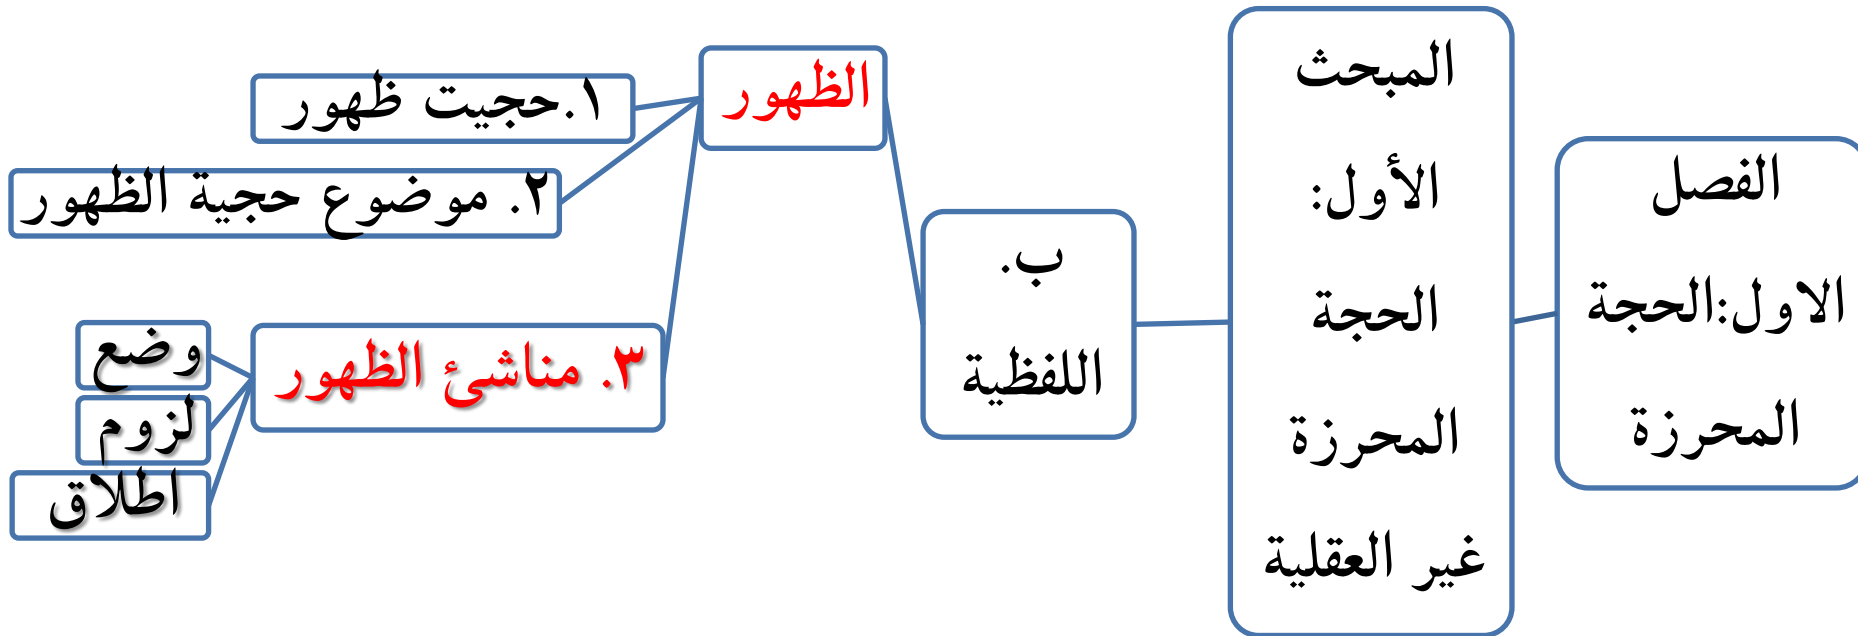 الفصل
الاول:الحجة
المحرزة
المبحث
الأول:
الحجة
المحرزة
غير العقلية
ب.
اللفظية
الظهور
١.حجيت ظهور
٢. موضوع حجية الظهور
٣. مناشئ الظهور
وضع
لزوم
اطلاق